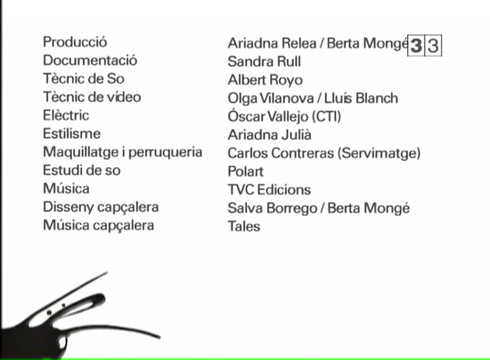 Producció Ariadna Relea / Berta Mongé 33
Documentació Sandra Rull
Tècnic de So Albert Royo
Tècnic de vídeo Olga Vilanova / Lluís Blanch
Elèctric Óscar Vallejo (CTI)
Estilisme Ariadna Julià
Maquillatge i perruqueria Carlos Contreras (Servimatge)
Estudi de so Polart
Música TVC Edicions
Disseny capçalera Salva Borrego / Berta Mongé
Música capçalera Tales